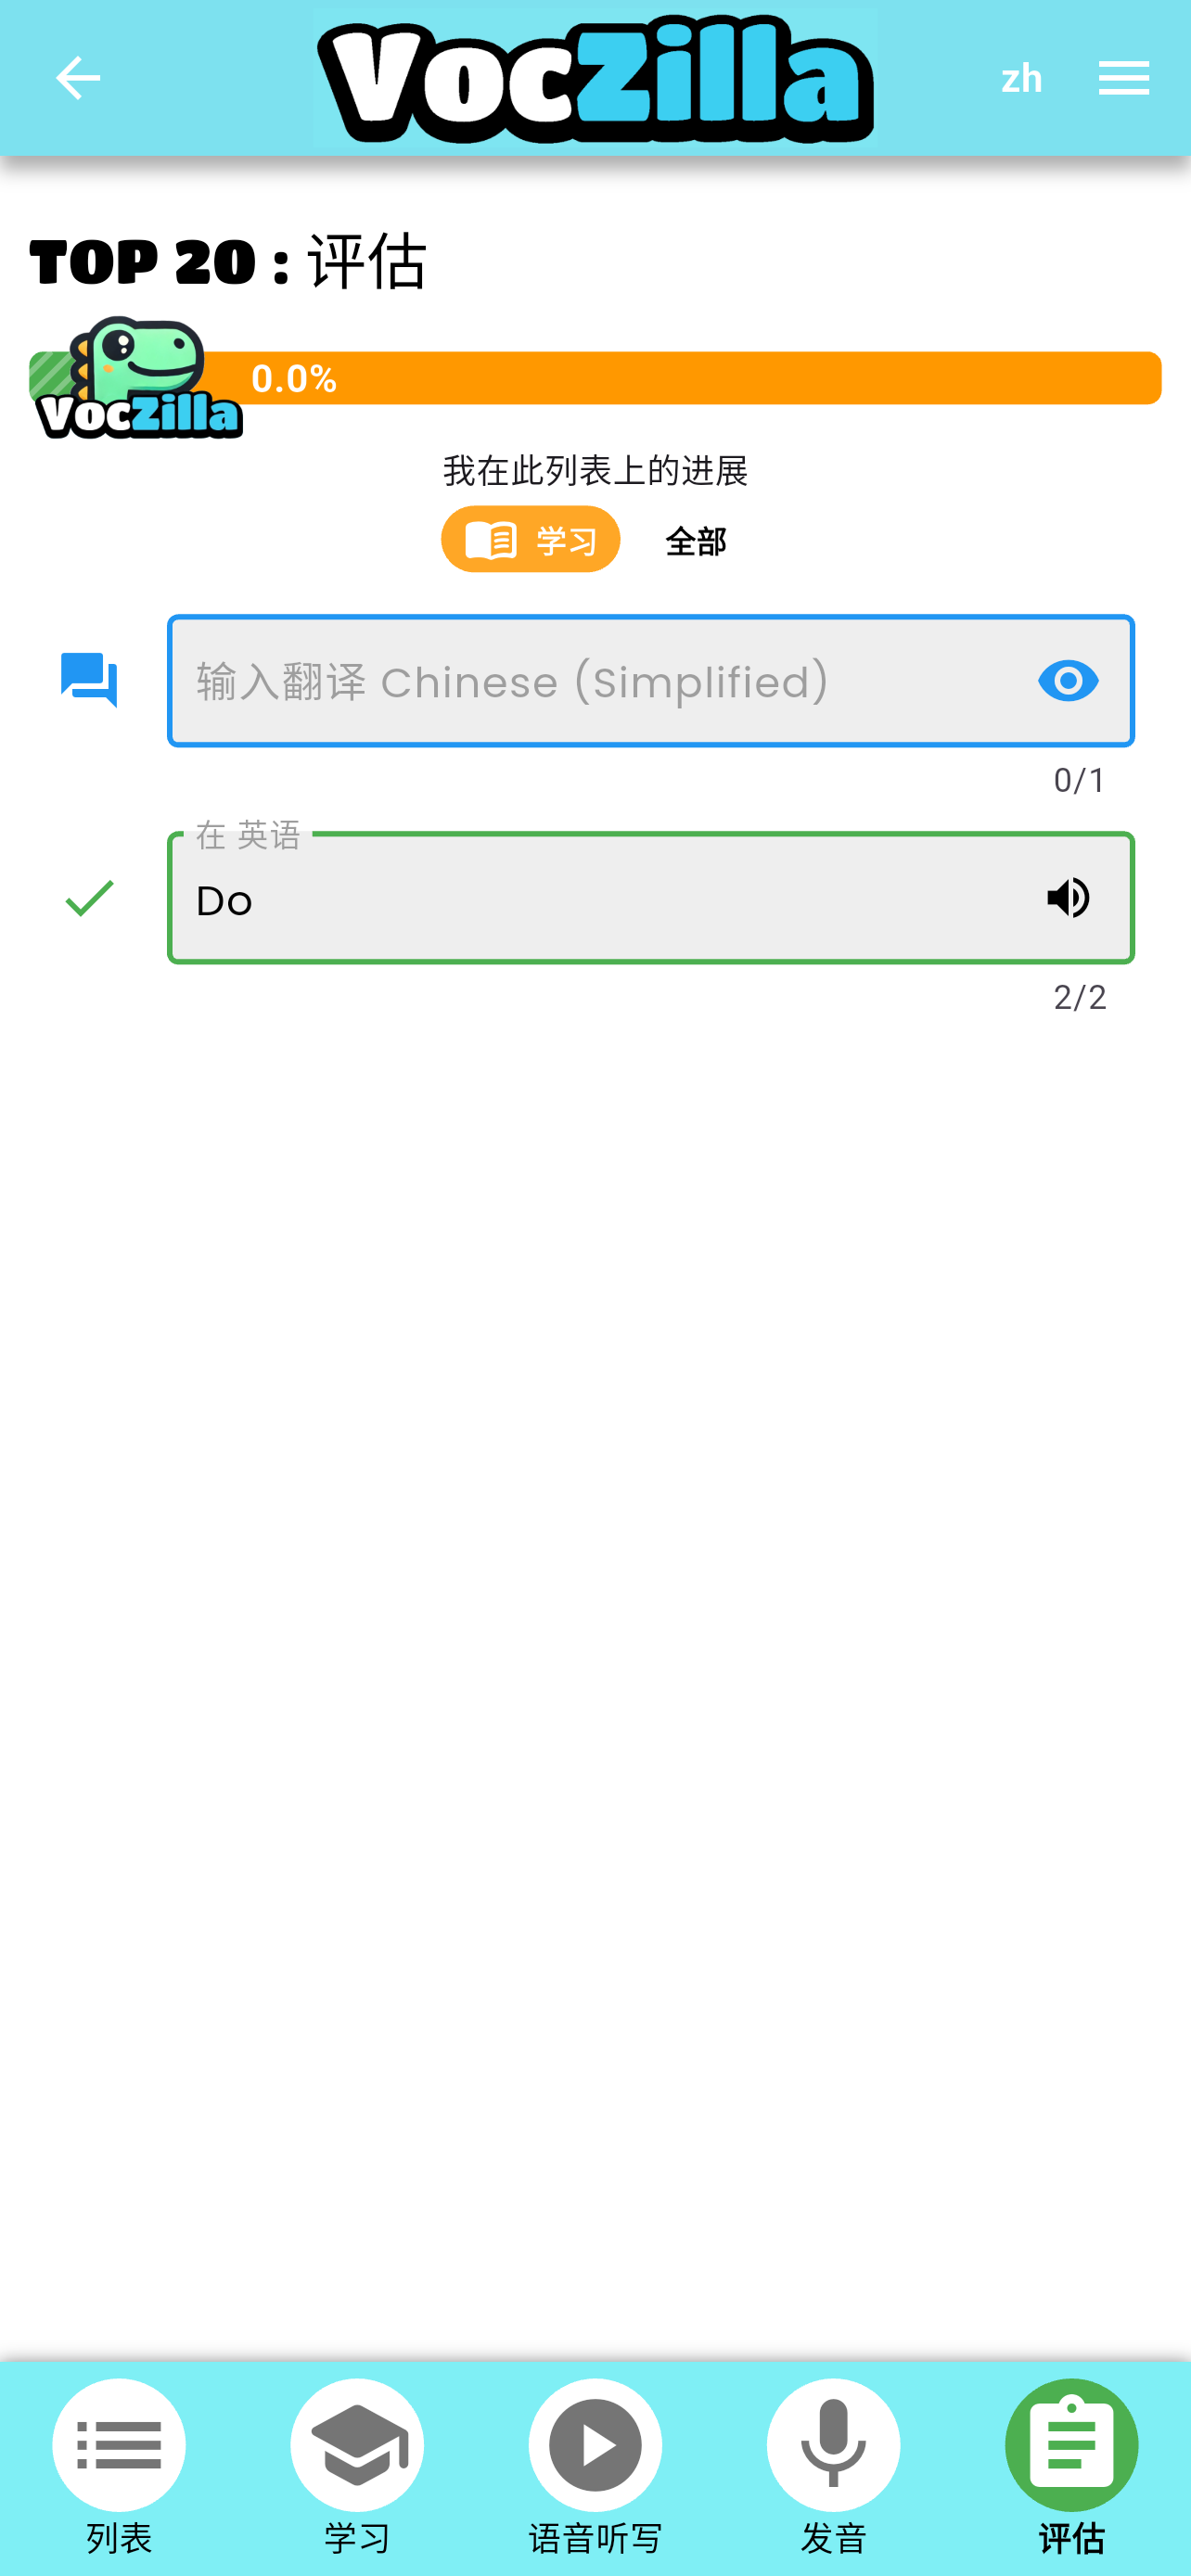 VocZilla
zh
TOP 20 : 评估
0.0%
VocZilla
我在此列表上的进展
学习 全部
输入翻译 Chinese (Simplified)
0/1
在 英语
Do
2/2
列表 学习 语音听写 发音 评估